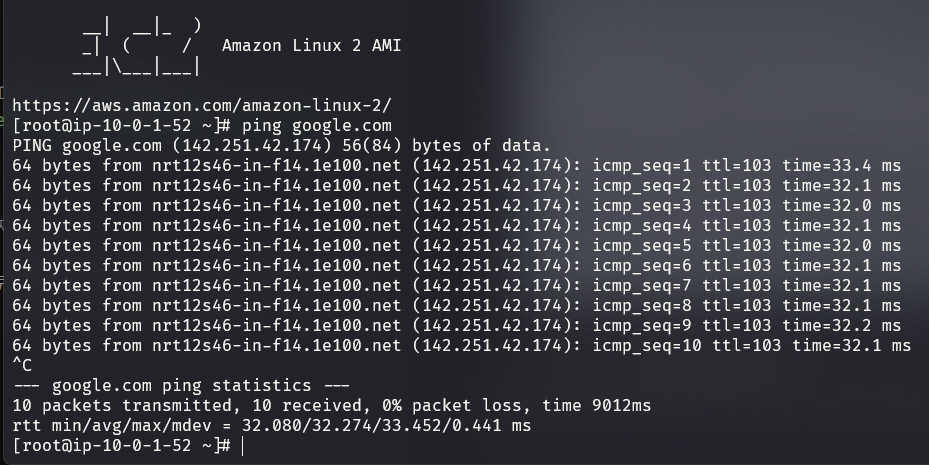 __|  __|_  )
       _|  (     /   Amazon Linux 2 AMI
      ___|\___|___|
https://aws.amazon.com/amazon-linux-2/
[root@ip-10-0-1-52 ~]# ping google.com
PING google.com (142.251.42.174) 56(84) bytes of data.
64 bytes from nrt12s46-in-f14.1e100.net (142.251.42.174): icmp_seq=1 ttl=103 time=33.4 ms
64 bytes from nrt12s46-in-f14.1e100.net (142.251.42.174): icmp_seq=2 ttl=103 time=32.1 ms
64 bytes from nrt12s46-in-f14.1e100.net (142.251.42.174): icmp_seq=3 ttl=103 time=32.0 ms
64 bytes from nrt12s46-in-f14.1e100.net (142.251.42.174): icmp_seq=4 ttl=103 time=32.1 ms
64 bytes from nrt12s46-in-f14.1e100.net (142.251.42.174): icmp_seq=5 ttl=103 time=32.0 ms
64 bytes from nrt12s46-in-f14.1e100.net (142.251.42.174): icmp_seq=6 ttl=103 time=32.1 ms
64 bytes from nrt12s46-in-f14.1e100.net (142.251.42.174): icmp_seq=7 ttl=103 time=32.1 ms
64 bytes from nrt12s46-in-f14.1e100.net (142.251.42.174): icmp_seq=8 ttl=103 time=32.1 ms
64 bytes from nrt12s46-in-f14.1e100.net (142.251.42.174): icmp_seq=9 ttl=103 time=32.2 ms
64 bytes from nrt12s46-in-f14.1e100.net (142.251.42.174): icmp_seq=10 ttl=103 time=32.1 ms
^C
--- google.com ping statistics ---
10 packets transmitted, 10 received, 0% packet loss, time 9012ms
rtt min/avg/max/mdev = 32.080/32.274/33.452/0.441 ms
[root@ip-10-0-1-52 ~]#